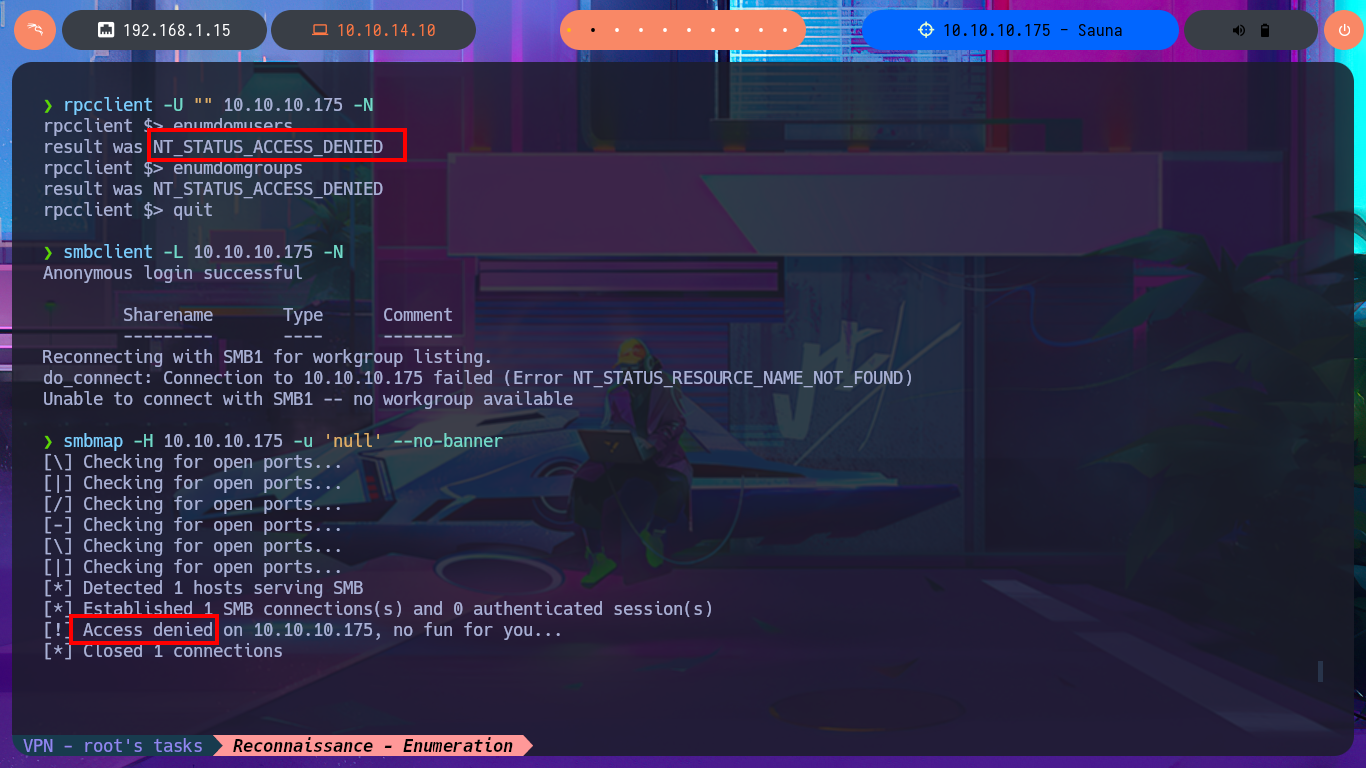 192.168.1.15
10.10.14.10
10.10.10.175 - Sauna
❯ rpcclient -U "" 10.10.10.175 -N
rpcclient $> enumdomusers
result was NT_STATUS_ACCESS_DENIED
rpcclient $> enumdomgroups
result was NT_STATUS_ACCESS_DENIED
rpcclient $> quit
❯ smbclient -L 10.10.10.175 -N
Anonymous login successful
Sharename Type Comment
--------- ---- -------
Reconnecting with SMB1 for workgroup listing.
do_connect: Connection to 10.10.10.175 failed (Error NT_STATUS_RESOURCE_NAME_NOT_FOUND)
Unable to connect with SMB1 -- no workgroup available
❯ smbmap -H 10.10.10.175 -u 'null' --no-banner
[\] Checking for open ports...
[|] Checking for open ports...
[/] Checking for open ports...
[-] Checking for open ports...
[\] Checking for open ports...
[|] Checking for open ports...
[*] Detected 1 hosts serving SMB
[*] Established 1 SMB connections(s) and 0 authenticated session(s)
[!] Access denied on 10.10.10.175, no fun for you...
[*] Closed 1 connections
VPN - root's tasks
Reconnaissance - Enumeration